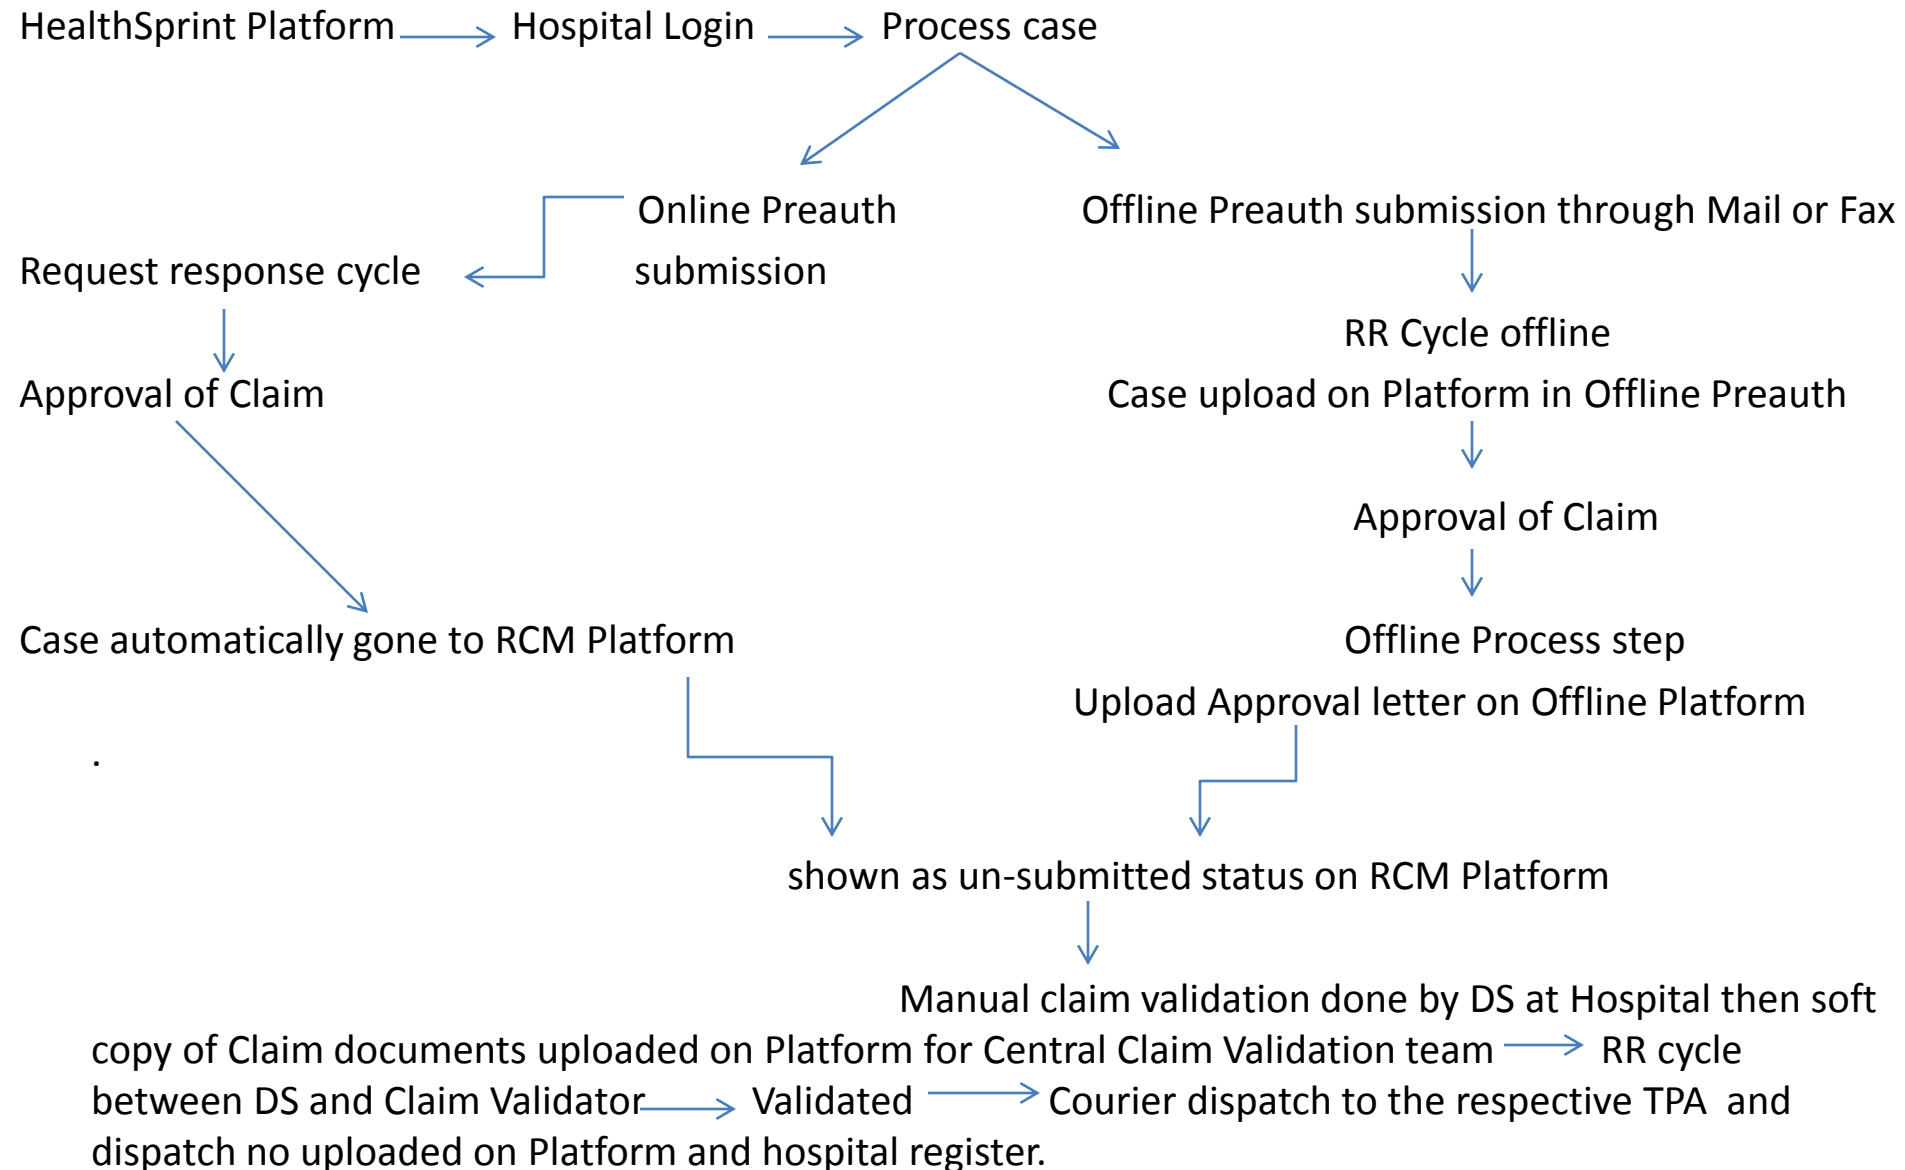 HealthSprint Platform Hospital Login Process case
Online Preauth Offline Preauth submission through Mail or Fax
Request response cycle submission
RR Cycle offline
Approval of Claim Case upload on Platform in Offline Preauth
Approval of Claim
Case automatically gone to RCM Platform Offline Process step
Upload Approval letter on Offline Platform
.
shown as un-submitted status on RCM Platform
Manual claim validation done by DS at Hospital then soft
copy of Claim documents uploaded on Platform for Central Claim Validation team RR cycle
between DS and Claim Validator Validated Courier dispatch to the respective TPA and
dispatch no uploaded on Platform and hospital register.